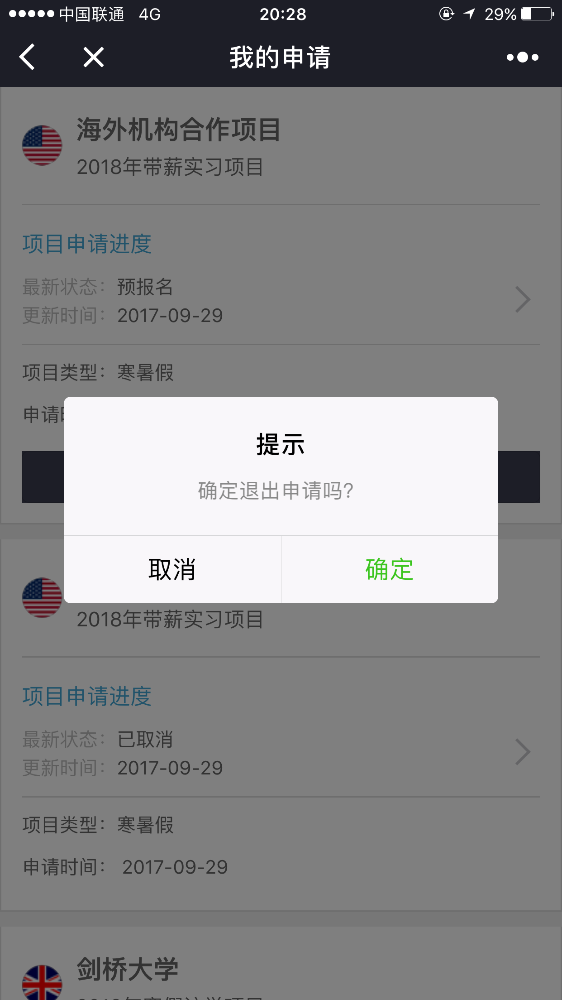 中国联通 4G 20:28 29%
我的申请
海外机构合作项目
2018年带薪实习项目
项目申请进度
最新状态：预报名
更新时间：2017-09-29
项目类型：寒暑假
申请
提示
确定退出申请吗?
取消 确定
2018年带薪实习项目
项目申请进度
最新状态：已取消
更新时间：2017-09-29
项目类型：寒暑假
申请时间： 2017-09-29
剑桥大学